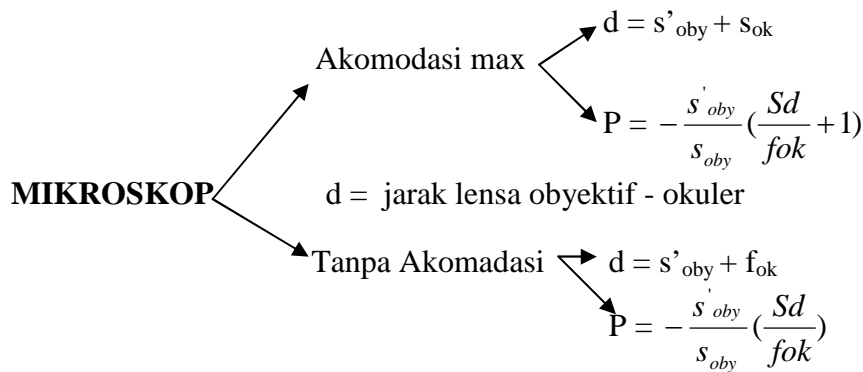 d = s’oby + sok
Akomodasi max
P = − s'oby / soby (Sd / fok + 1)
MIKROSKOP
d = jarak lensa obyektif - okuler
Tanpa Akomadasi
d = s’oby + fok
P = − s'oby / soby (Sd / fok)